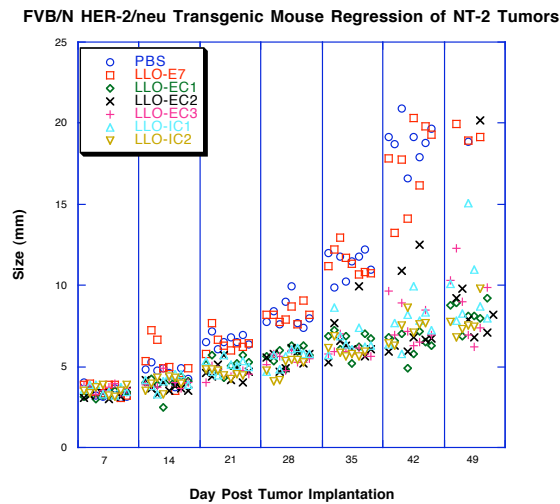 FVB/N HER-2/neu Transgenic Mouse Regression of NT-2 Tumors
25
20
15
10
5
0
Size (mm)
PBS
LLO-E7
LLO-EC1
LLO-EC2
LLO-EC3
LLO-IC1
LLO-IC2
7 14 21 28 35 42 49
Day Post Tumor Implantation